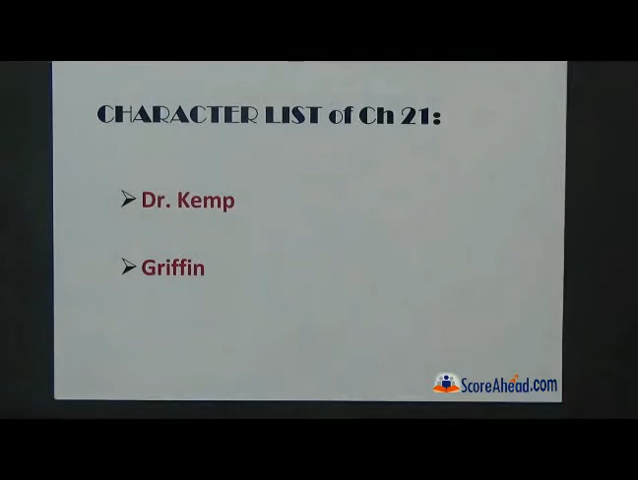 CHARACTER LIST of Ch 21:
Dr. Kemp
Griffin
ScoreAhead.com